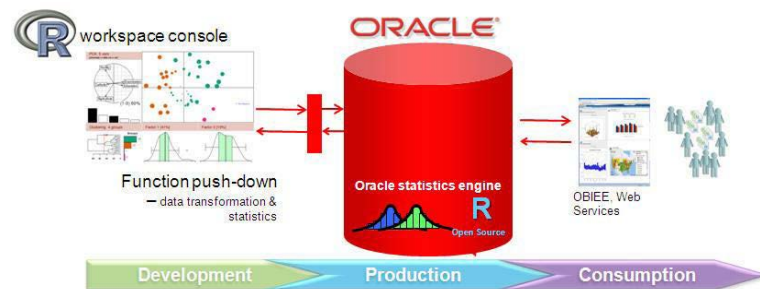 R workspace console
ORACLE®
Function push-down
– data transformation &
statistics
Oracle statistics engine
R
Open Source
OBIEE, Web
Services
Development
Production
Consumption